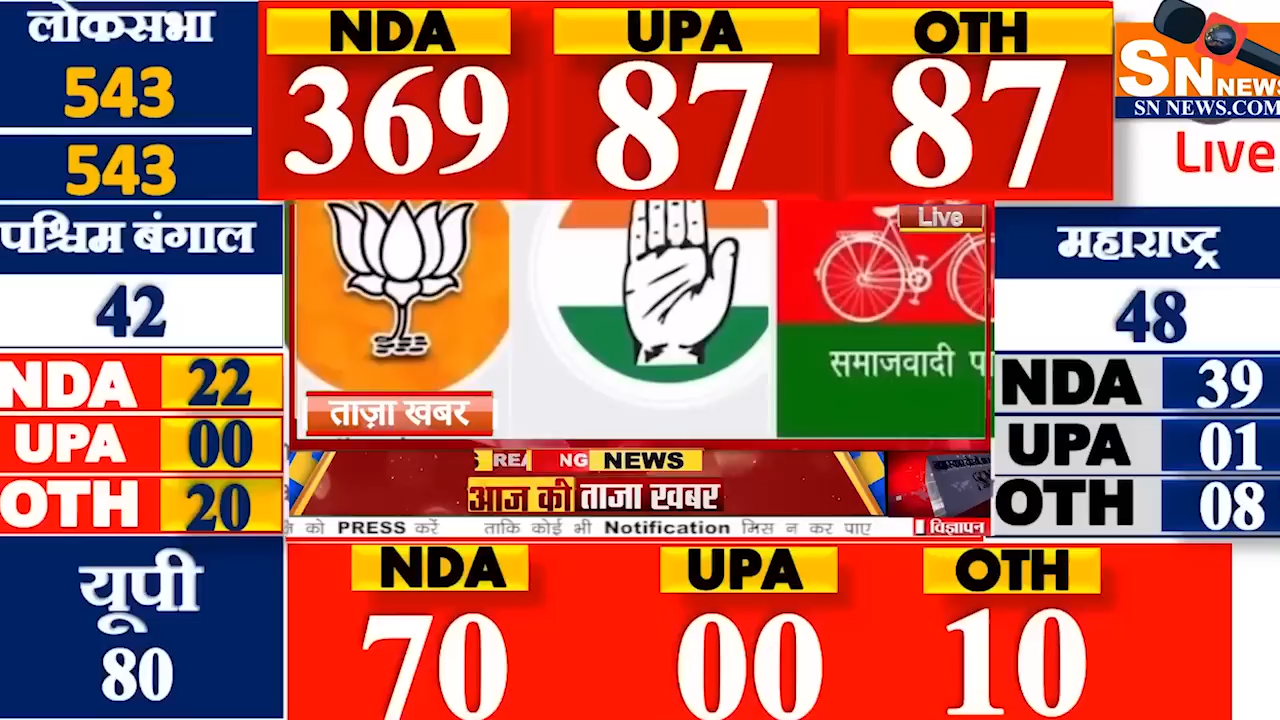 लोकसभा
543
543
NDA
369
UPA
87
OTH
87
SN NEWS
SN NEWS.COM
Live
पश्चिम बंगाल
42
NDA 22
UPA 00
OTH 20
Live
समाजवादी
ताज़ा खबर
NEWS
आज की ताजा खबर
को PRESS करें ताकि कोई भी Notification मिस न कर पाए
विज्ञापन
महाराष्ट्र
48
NDA 39
UPA 01
OTH 08
यूपी
80
NDA
70
UPA
00
OTH
10